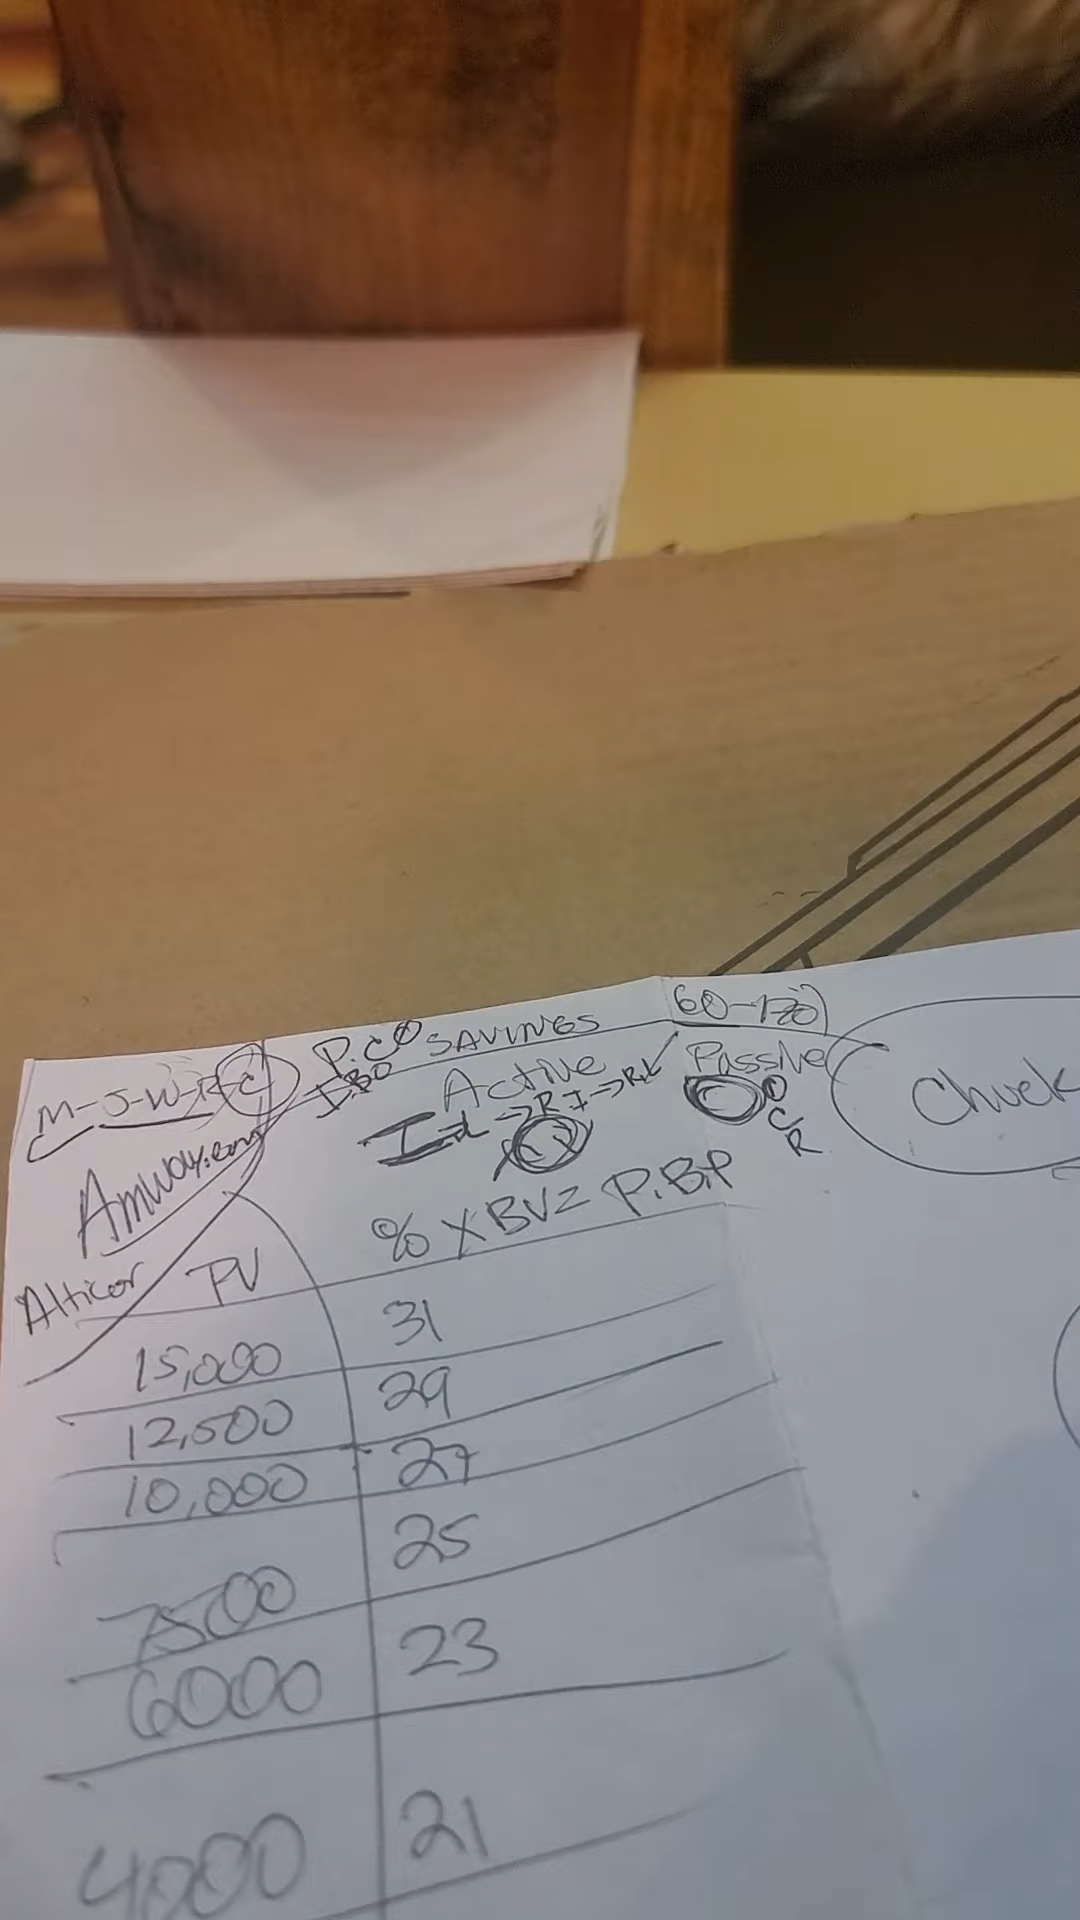 60-120
P.C SAVINGS
M-J-W-R-C IBO Active Passive
RI
O
C
R
Chuck
Amway.com
% X BV = P.B.P
Alticor PV
15,000 31
12,500 29
10,000 27
7500 25
6000 23
4000 21